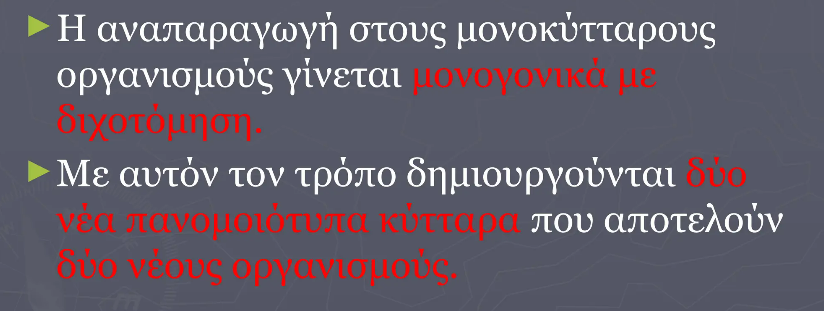 Η αναπαραγωγή στους μονοκύτταρους
οργανισμούς γίνεται μονογονικά με
διχοτόμηση.
Με αυτόν τον τρόπο δημιουργούνται δύο
νέα πανομοιότυπα κύτταρα που αποτελούν
δύο νέους οργανισμούς.